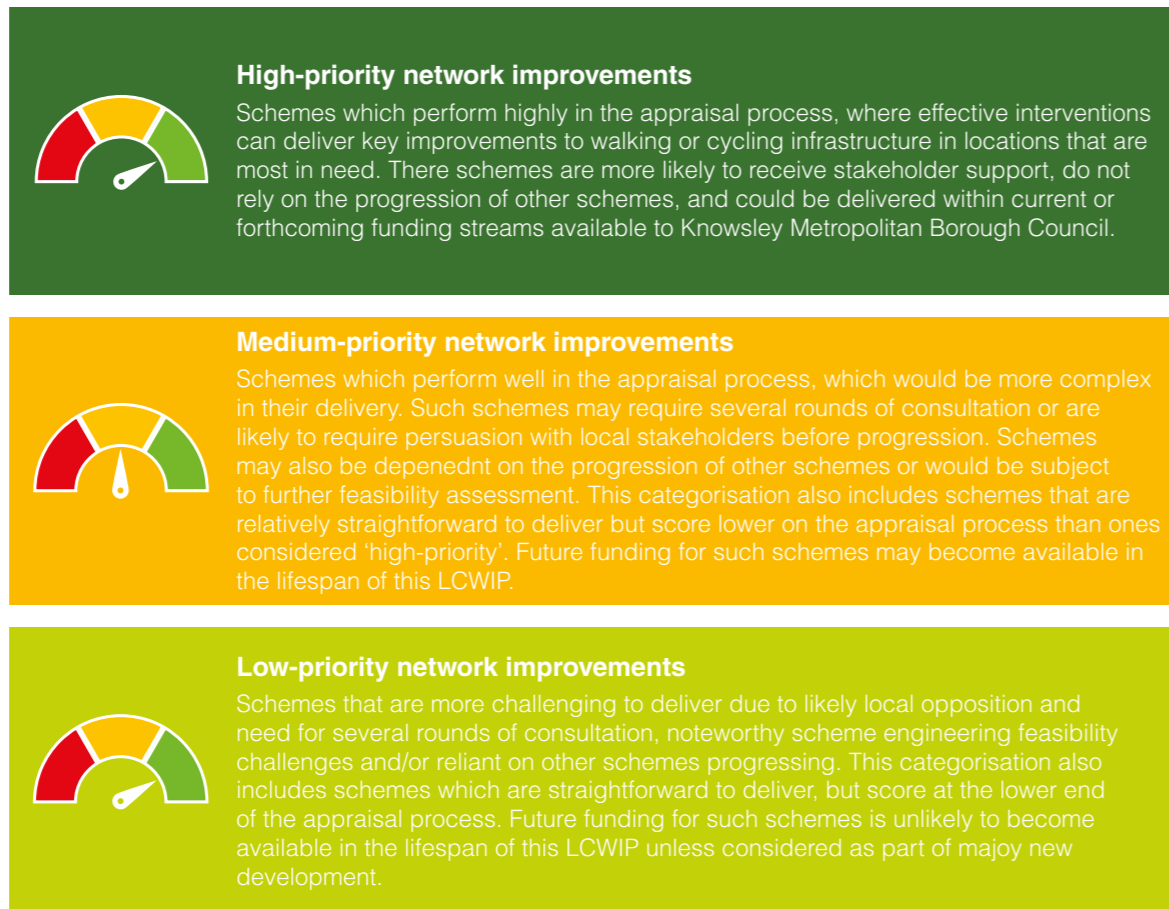 High-priority network improvements
Schemes which perform highly in the appraisal process, where effective interventions
can deliver key improvements to walking or cycling infrastructure in locations that are
most in need. There schemes are more likely to receive stakeholder support, do not
rely on the progression of other schemes, and could be delivered within current or
forthcoming funding streams available to Knowsley Metropolitan Borough Council.
Medium-priority network improvements
Schemes which perform well in the appraisal process, which would be more complex
in their delivery. Such schemes may require several rounds of consultation or are
likely to require persuasion with local stakeholders before progression. Schemes
may also be depenednt on the progression of other schemes or would be subject
to further feasibility assessment. This categorisation also includes schemes that are
relatively straightforward to deliver but score lower on the appraisal process than ones
considered ‘high-priority’. Future funding for such schemes may become available in
the lifespan of this LCWIP.
Low-priority network improvements
Schemes that are more challenging to deliver due to likely local opposition and
need for several rounds of consultation, noteworthy scheme engineering feasibility
challenges and/or reliant on other schemes progressing. This categorisation also
includes schemes which are straightforward to deliver, but score at the lower end
of the appraisal process. Future funding for such schemes is unlikely to become
available in the lifespan of this LCWIP unless considered as part of majoy new
development.